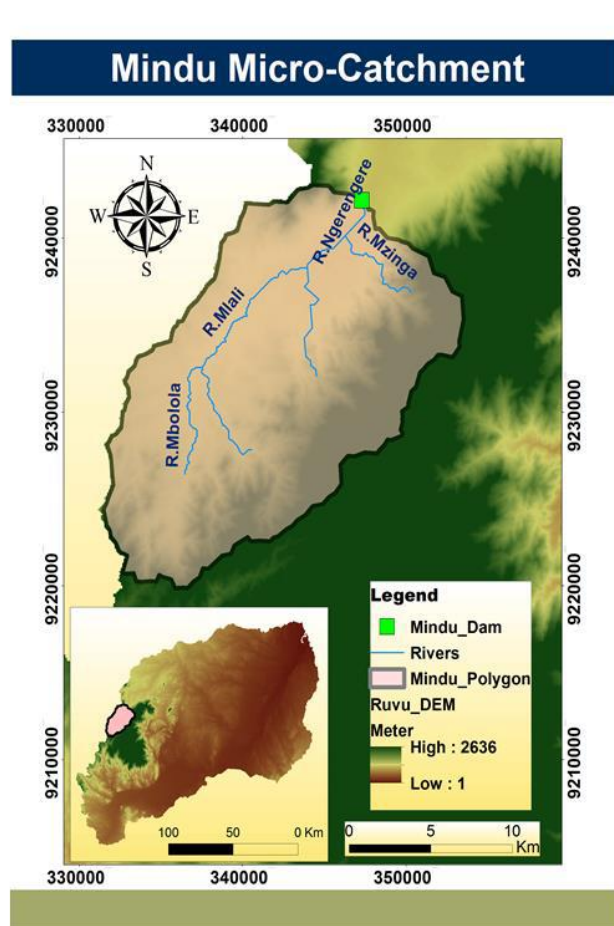 Mindu Micro-Catchment
330000 340000 350000
N
W E
S
9240000 9240000
9230000 9230000
9220000 9220000
9210000 9210000
R.Ngerengere
R.Mzinga
R.Mlali
R.Mbolola
Legend
Mindu_Dam
Rivers
Mindu_Polygon
Ruvu_DEM
Meter
High : 2636
Low : 1
100 50 0 Km
0 5 10
Km
330000 340000 350000